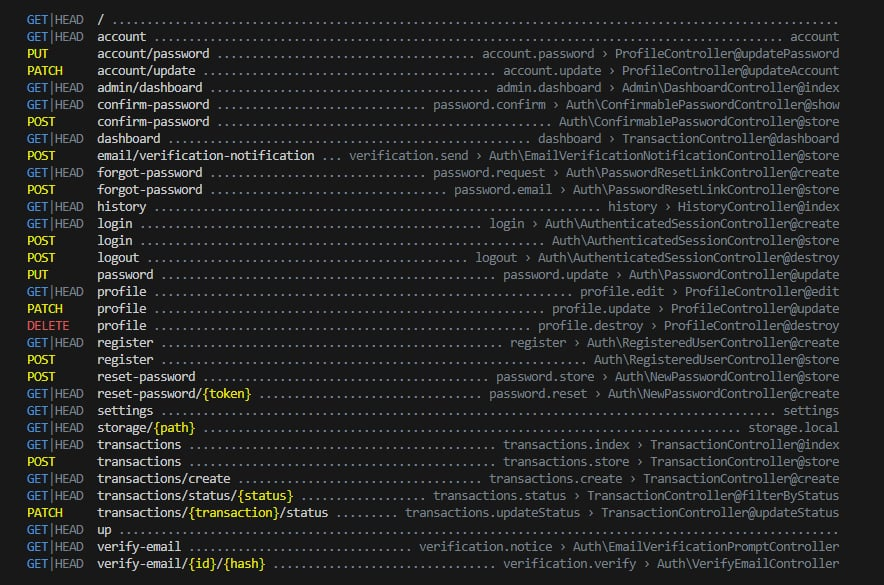 GET|HEAD / ........................................................................................................
GET|HEAD account ........................................................................................... account
PUT account/password ..................................... account.password › ProfileController@updatePassword
PATCH account/update .......................................... account.update › ProfileController@updateAccount
GET|HEAD admin/dashboard .......................................... admin.dashboard › Admin\DashboardController@index
GET|HEAD confirm-password ............................... password.confirm › Auth\ConfirmablePasswordController@show
POST confirm-password ................................................. Auth\ConfirmablePasswordController@store
GET|HEAD dashboard ..................................................... dashboard › TransactionController@dashboard
POST email/verification-notification ... verification.send › Auth\EmailVerificationNotificationController@store
GET|HEAD forgot-password ................................ password.request › Auth\PasswordResetLinkController@create
POST forgot-password ................................... password.email › Auth\PasswordResetLinkController@store
GET|HEAD history ................................................................ history › HistoryController@index
GET|HEAD login ............................................... login › Auth\AuthenticatedSessionController@create
POST login ......................................................... Auth\AuthenticatedSessionController@store
POST logout .............................................. logout › Auth\AuthenticatedSessionController@destroy
PUT password ................................................ password.update › Auth\PasswordController@update
GET|HEAD profile ............................................................ profile.edit › ProfileController@edit
PATCH profile ........................................................ profile.update › ProfileController@update
DELETE profile ...................................................... profile.destroy › ProfileController@destroy
GET|HEAD register ................................................. register › Auth\RegisteredUserController@create
POST register ............................................................ Auth\RegisteredUserController@store
POST reset-password ......................................... password.store › Auth\NewPasswordController@store
GET|HEAD reset-password/{token} ................................. password.reset › Auth\NewPasswordController@create
GET|HEAD settings ........................................................................................ settings
GET|HEAD storage/{path} ............................................................................. storage.local
GET|HEAD transactions ............................................ transactions.index › TransactionController@index
POST transactions ............................................ transactions.store › TransactionController@store
GET|HEAD transactions/create ................................... transactions.create › TransactionController@create
GET|HEAD transactions/status/{status} .................. transactions.status › TransactionController@filterByStatus
PATCH transactions/{transaction}/status ......... transactions.updateStatus › TransactionController@updateStatus
GET|HEAD up .......................................................................................................
GET|HEAD verify-email ................................ verification.notice › Auth\EmailVerificationPromptController
GET|HEAD verify-email/{id}/{hash} ................................ verification.verify › Auth\VerifyEmailController